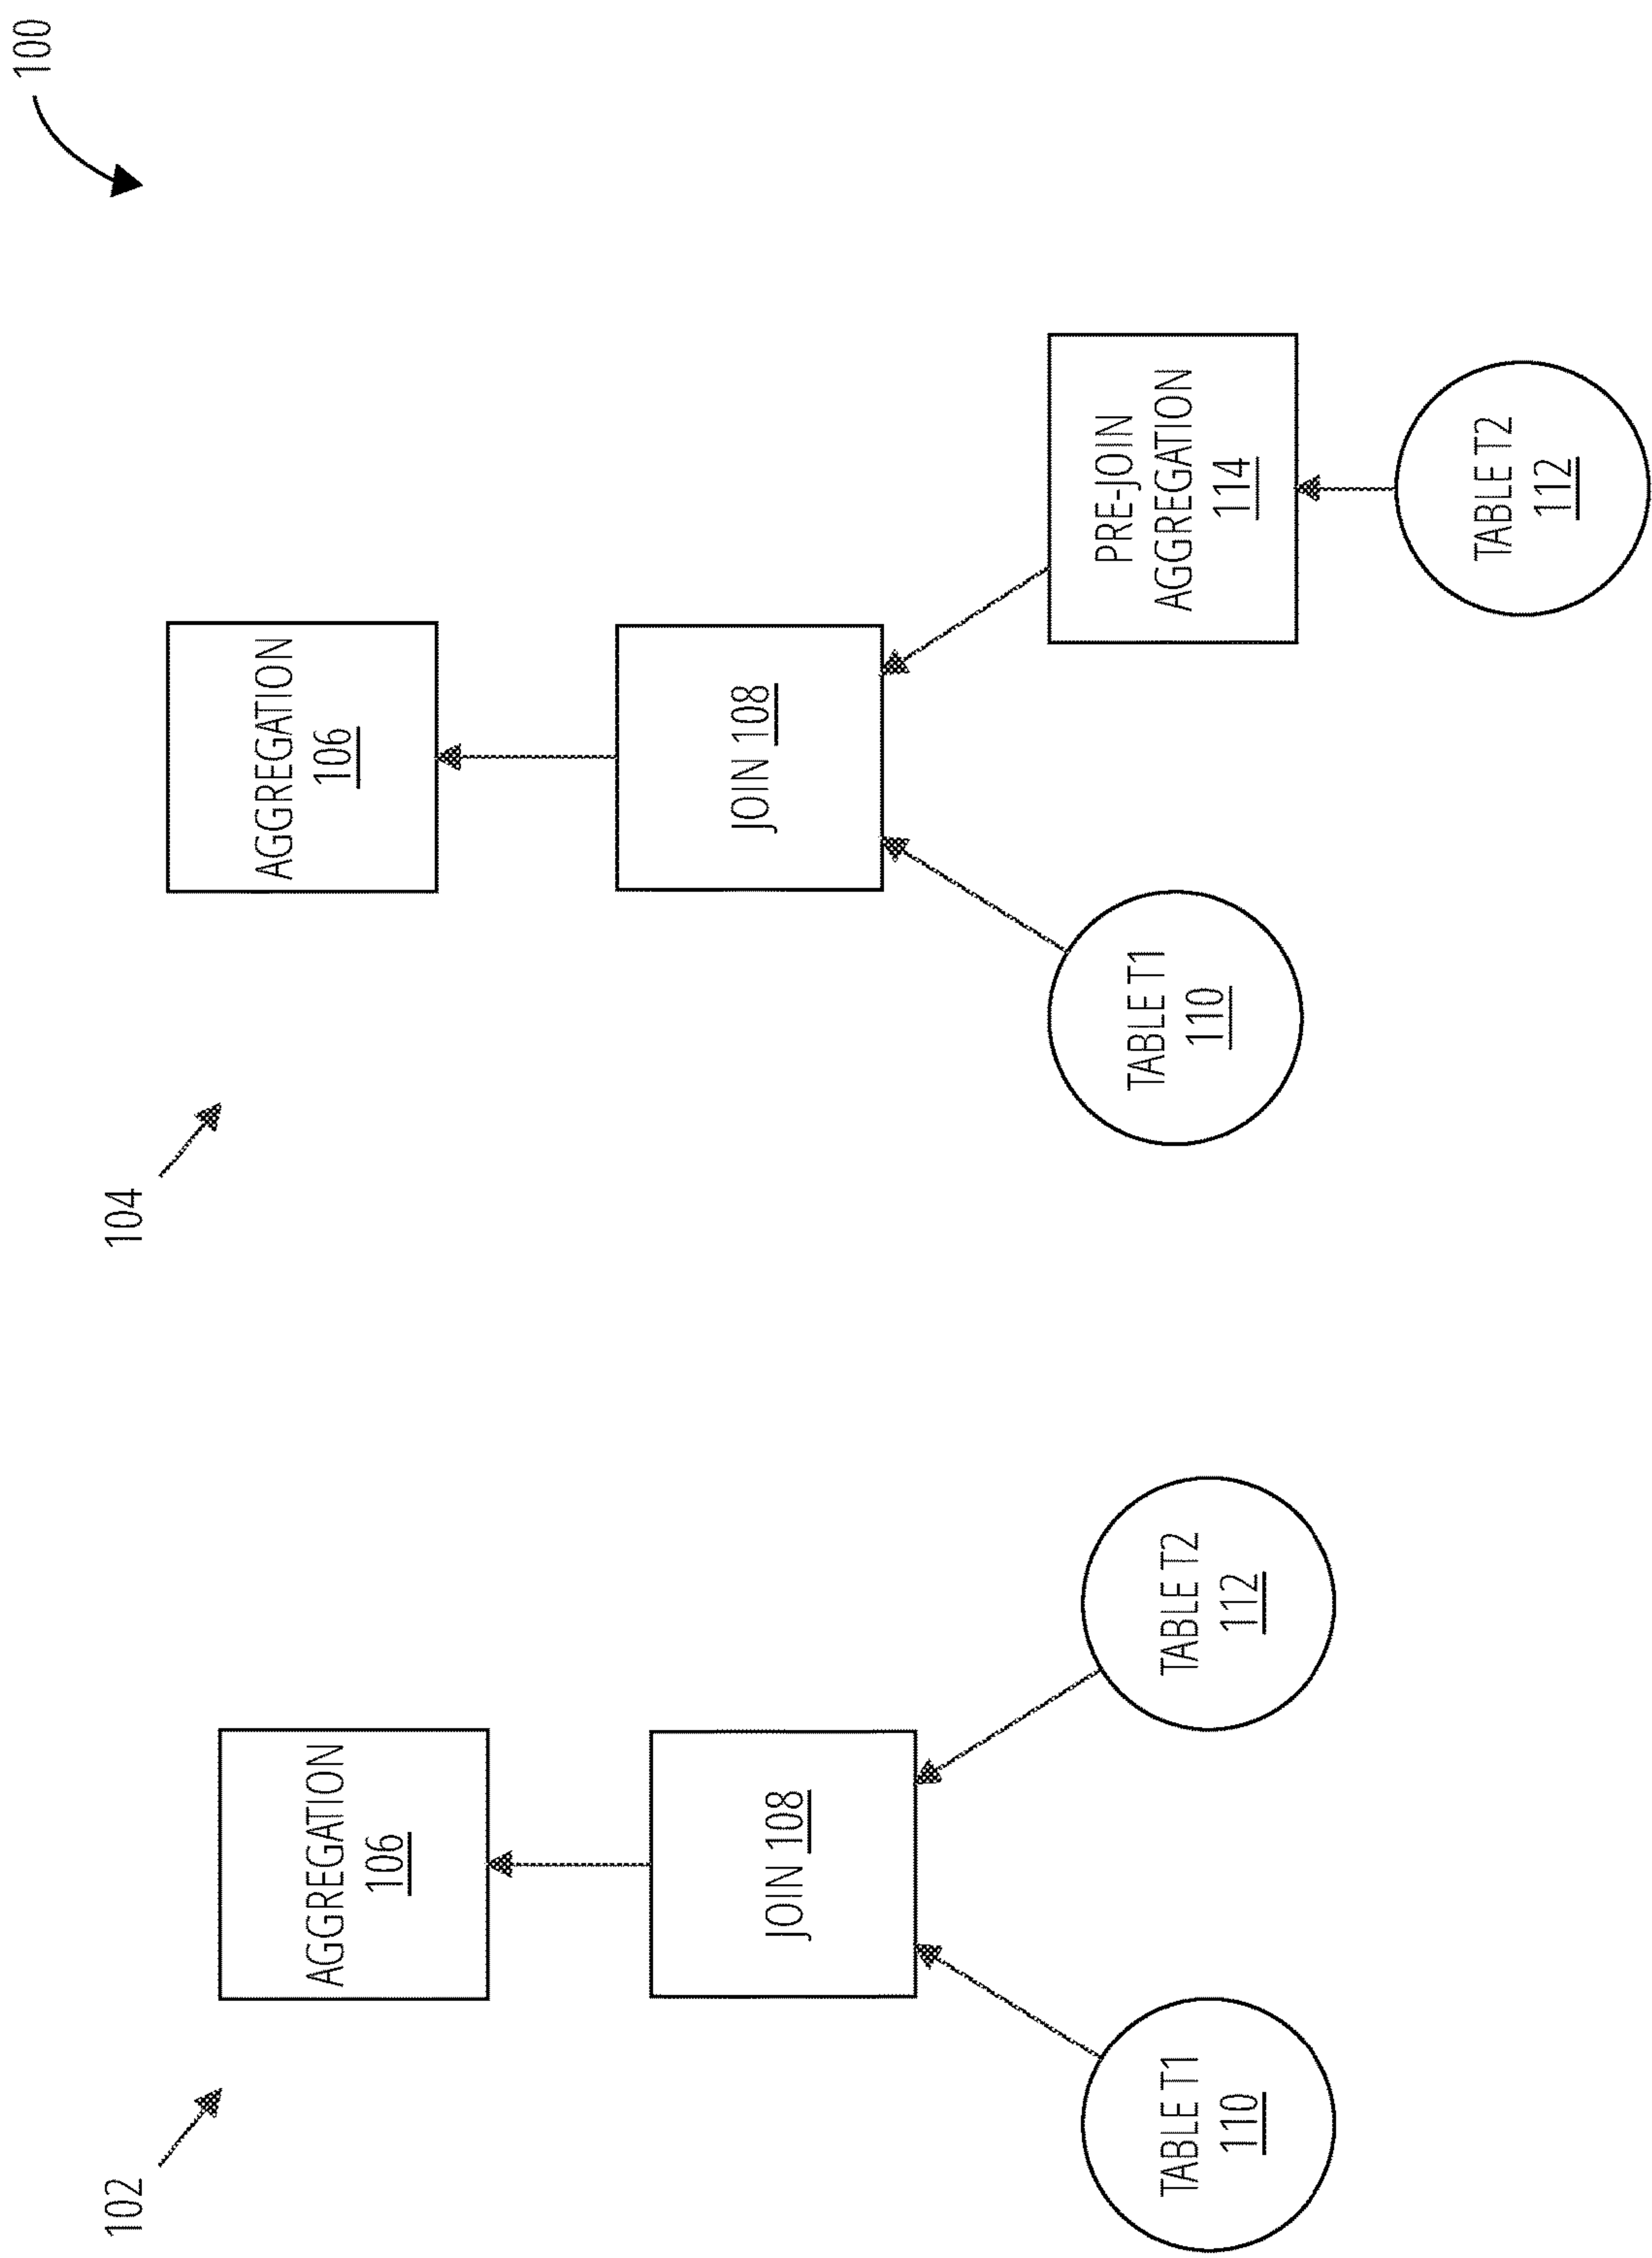 100
102
AGGREGATION
106
JOIN 108
TABLE T1
110
TABLE T2
112
104
AGGREGATION
106
JOIN 108
TABLE T1
110
PRE-JOIN
AGGREGATION
114
TABLE T2
112